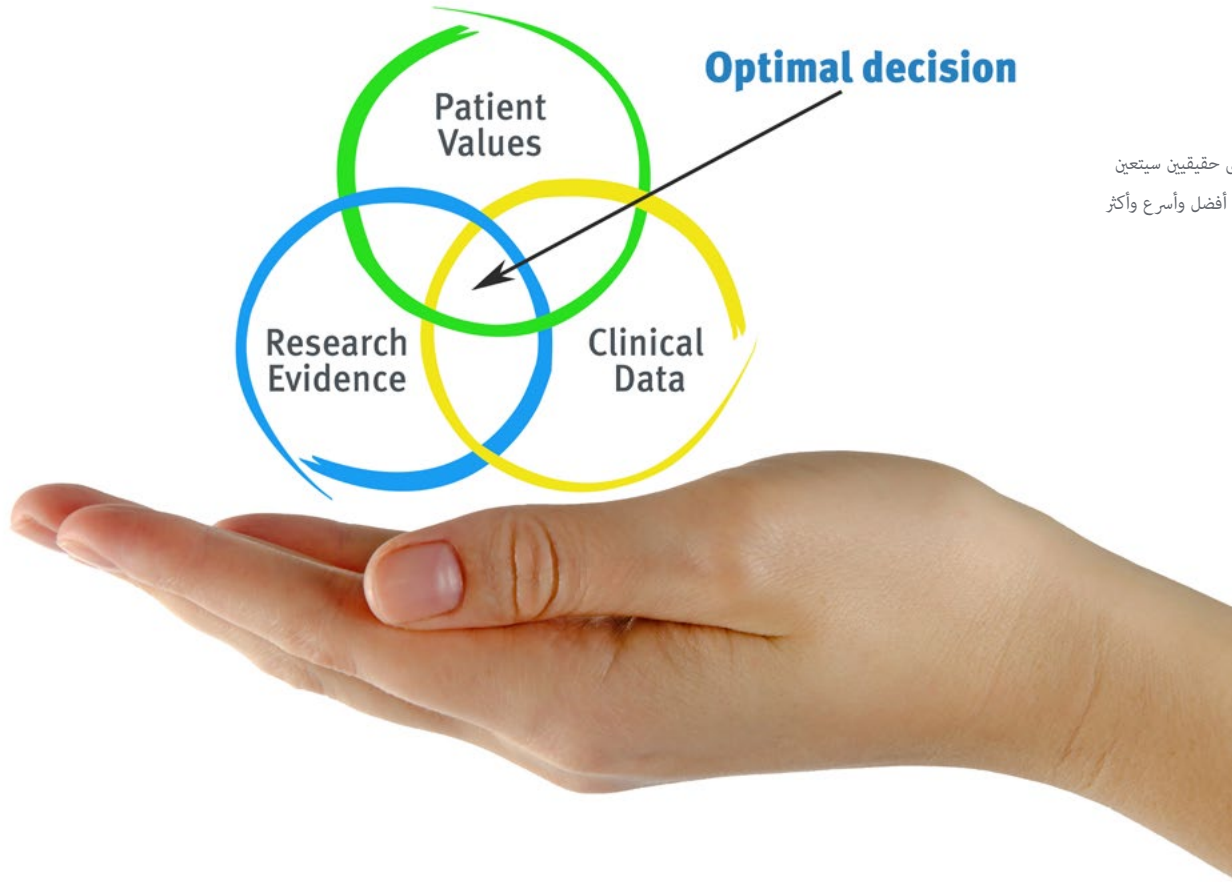 Optimal decision
Patient
Values
حقيقيين سيتعين
أفضل وأسرع وأكثر
Research
Evidence
Clinical
Data